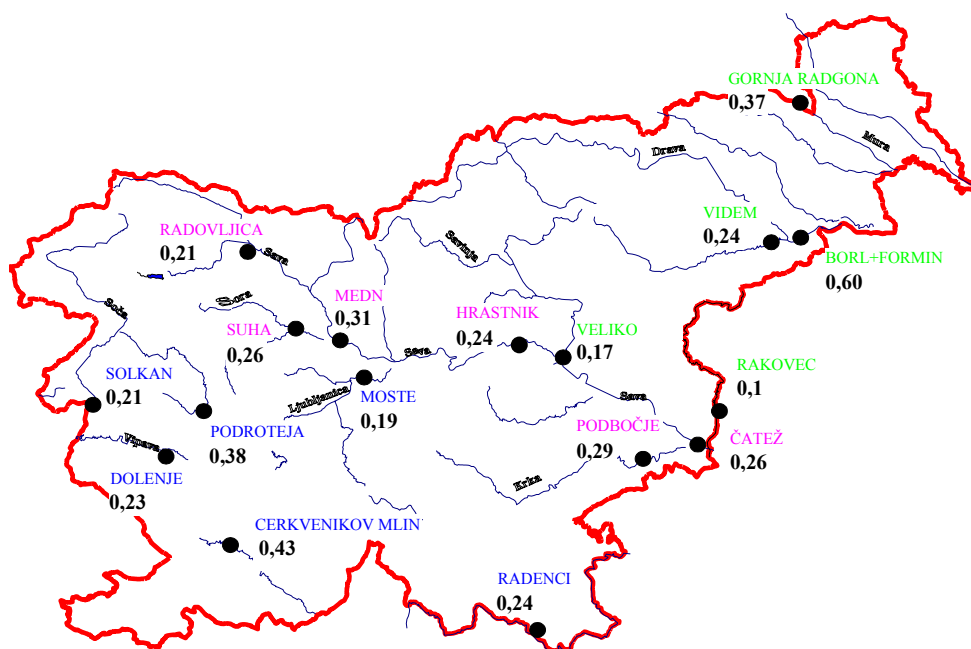 GORNJA RADGONA
0,37
Mura
Drava
VIDEM
0,24
BORL+FORMIN
0,60
RADOVLJICA
0,21
Sava
Savinja
Soča
Sora
MEDN
0,31
SUHA
0,26
HRASTNIK
0,24
VELIKO
0,17
Sava
RAKOVEC
0,1
SOLKAN
0,21
Ljubljanica
MOSTE
0,19
Sava
PODROTEJA
0,38
PODBOČJE
0,29
ČATEŽ
0,26
Vipava
DOLENJE
0,23
Krka
CERKVENIKOV MLIN
0,43
RADENCI
0,24